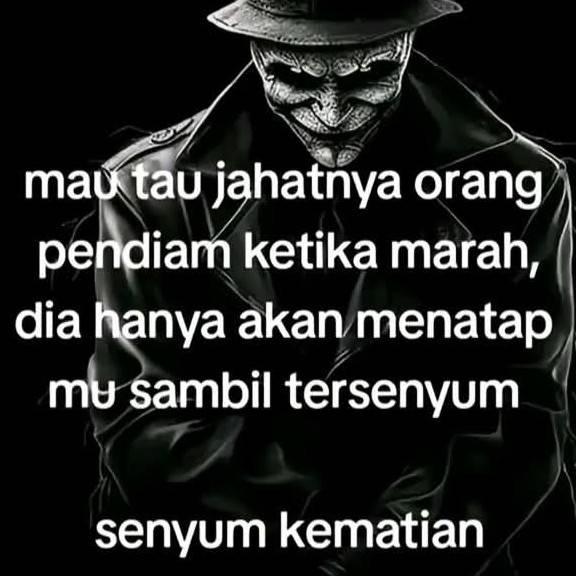 mau tau jahatnya orang
pendiam ketika marah,
dia hanya akan menatap
mu sambil tersenyum
senyum kematian